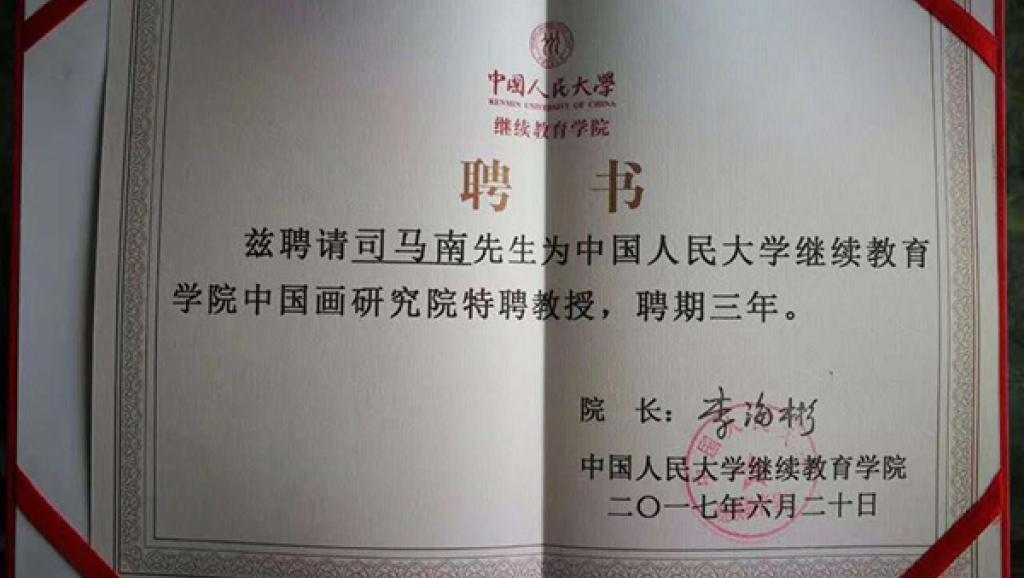 中国人民大学
RENMIN UNIVERSITY OF CHINA
继续教育学院
聘 书
兹聘请司马南先生为中国人民大学继续教育
学院中国画研究院特聘教授，聘期三年。
院 长：李海彬
中国人民大学继续教育学院
二〇一七年六月二十日